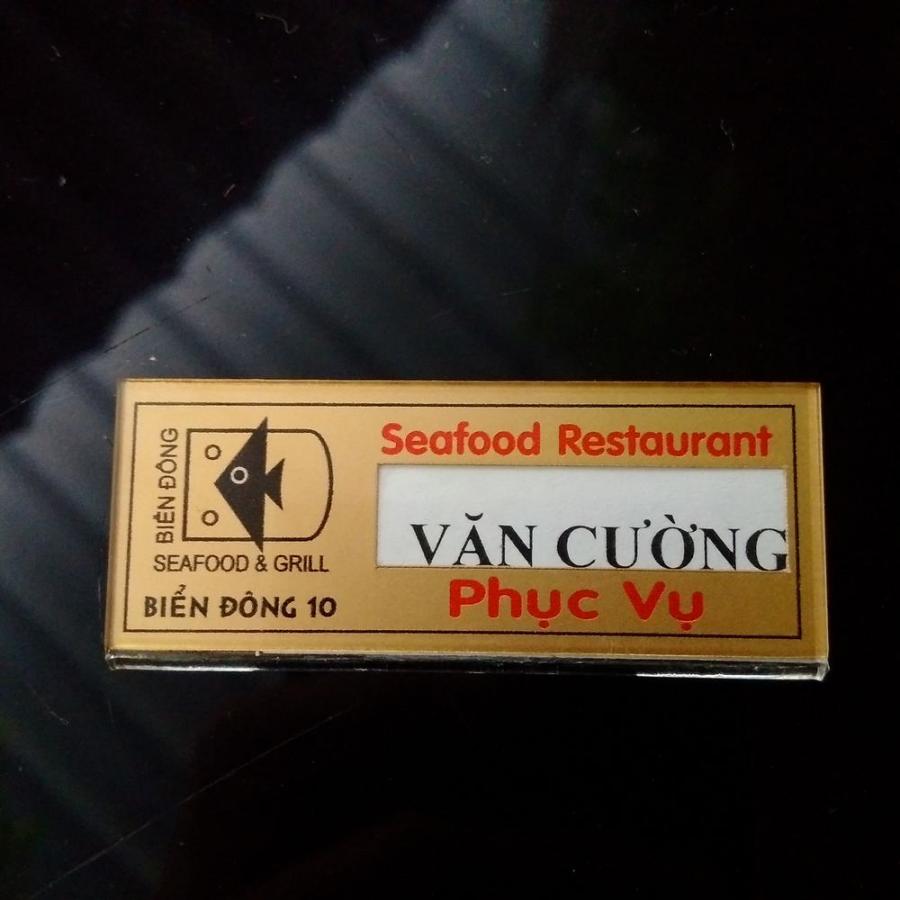 BIỂN ĐÔNG
SEAFOOD & GRILL
BIỂN ĐÔNG 10
Seafood Restaurant
VĂN CƯỜNG
Phục Vụ